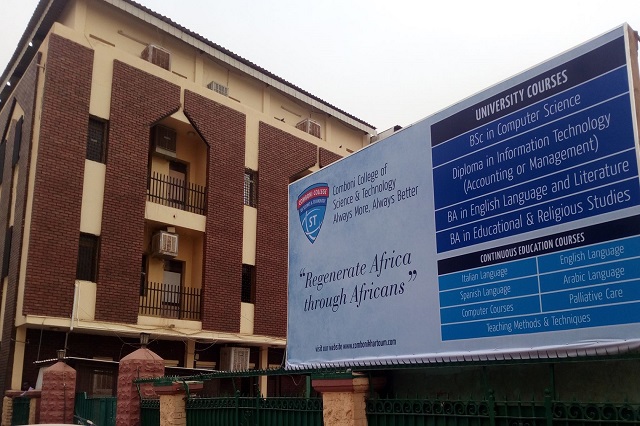 COMBONI COLLEGE
ST
Comboni College of
Science & Technology
Always More, Always Better
"Regenerate Africa
through Africans"
visit our website www.combonikhartoum.com
UNIVERSITY COURSES
BSc in Computer Science
Diploma in Information Technology
(Accounting or Management)
BA in English Language and Literature
BA in Educational & Religious Studies
CONTINUOUS EDUCATION COURSES
Italian Language
English Language
Spanish Language
Arabic Language
Computer Courses
Palliative Care
Teaching Methods & Techniques